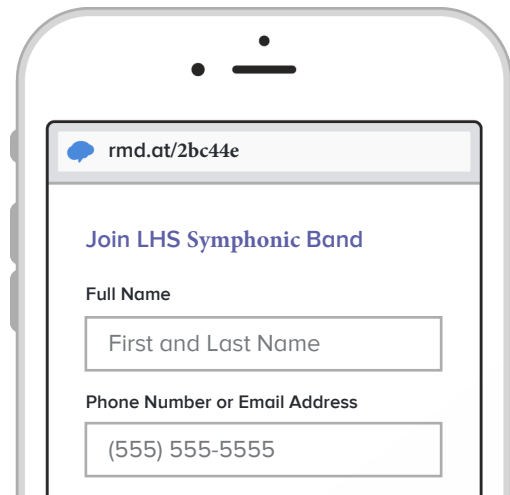 rmd.at/2bc44e
Join LHS Symphonic Band
Full Name
First and Last Name
Phone Number or Email Address
(555) 555-5555